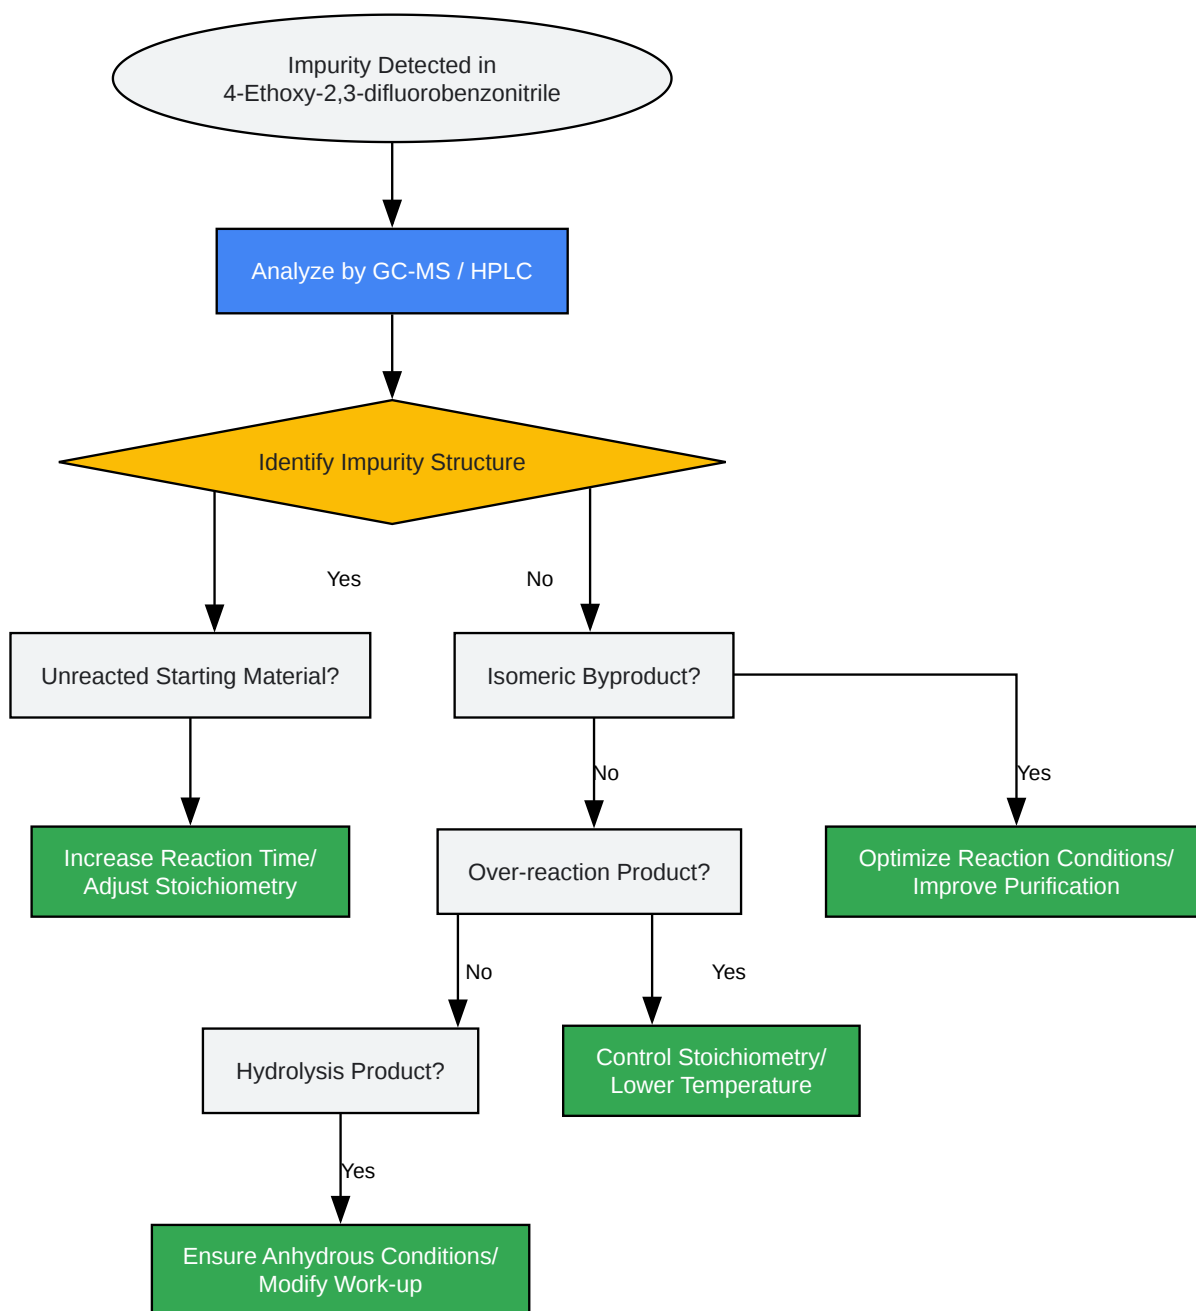 Impurity Detected in
4-Ethoxy-2,3-difluorobenzonitrile
Analyze by GC-MS / HPLC
Identify Impurity Structure
Yes
No
Unreacted Starting Material?
Isomeric Byproduct?
No
Yes
Increase Reaction Time/
Adjust Stoichiometry
Over-reaction Product?
Optimize Reaction Conditions/
Improve Purification
No
Yes
Hydrolysis Product?
Control Stoichiometry/
Lower Temperature
Yes
Ensure Anhydrous Conditions/
Modify Work-up